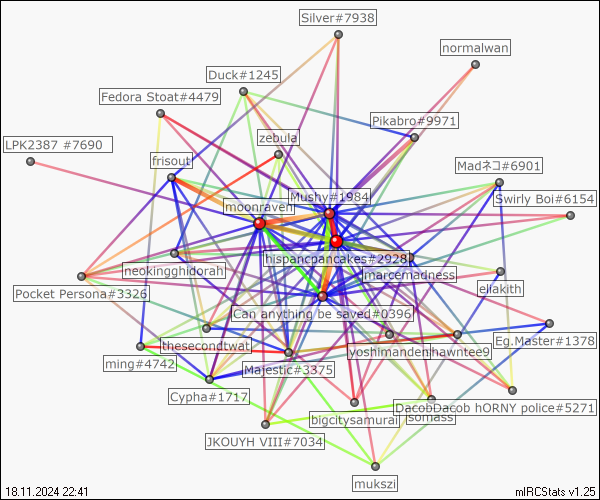 Silver#7938
normalwan
Duck#1245
Fedora Stoat#4479
Pikabro#9971
zebula
LPK2387 #7690
frisout
Madネコ#6901
Mushy#1984
Swirly Boi#6154
moonraven
hispancpancakes#2928
neokingghidorah
marcemadness
eliakith
Pocket Persona#3326
Can anything be saved#0396
thesecondtwat
yoshimanden
hawntee9
Eg.Master#1378
ming#4742
Majestic#3375
Cypha#1717
DacobDacob hORNY police#5271
bigcitysamurai
somass
JKOUYH VIII#7034
mukszi
18.11.2024 22:41
mIRCStats v1.25